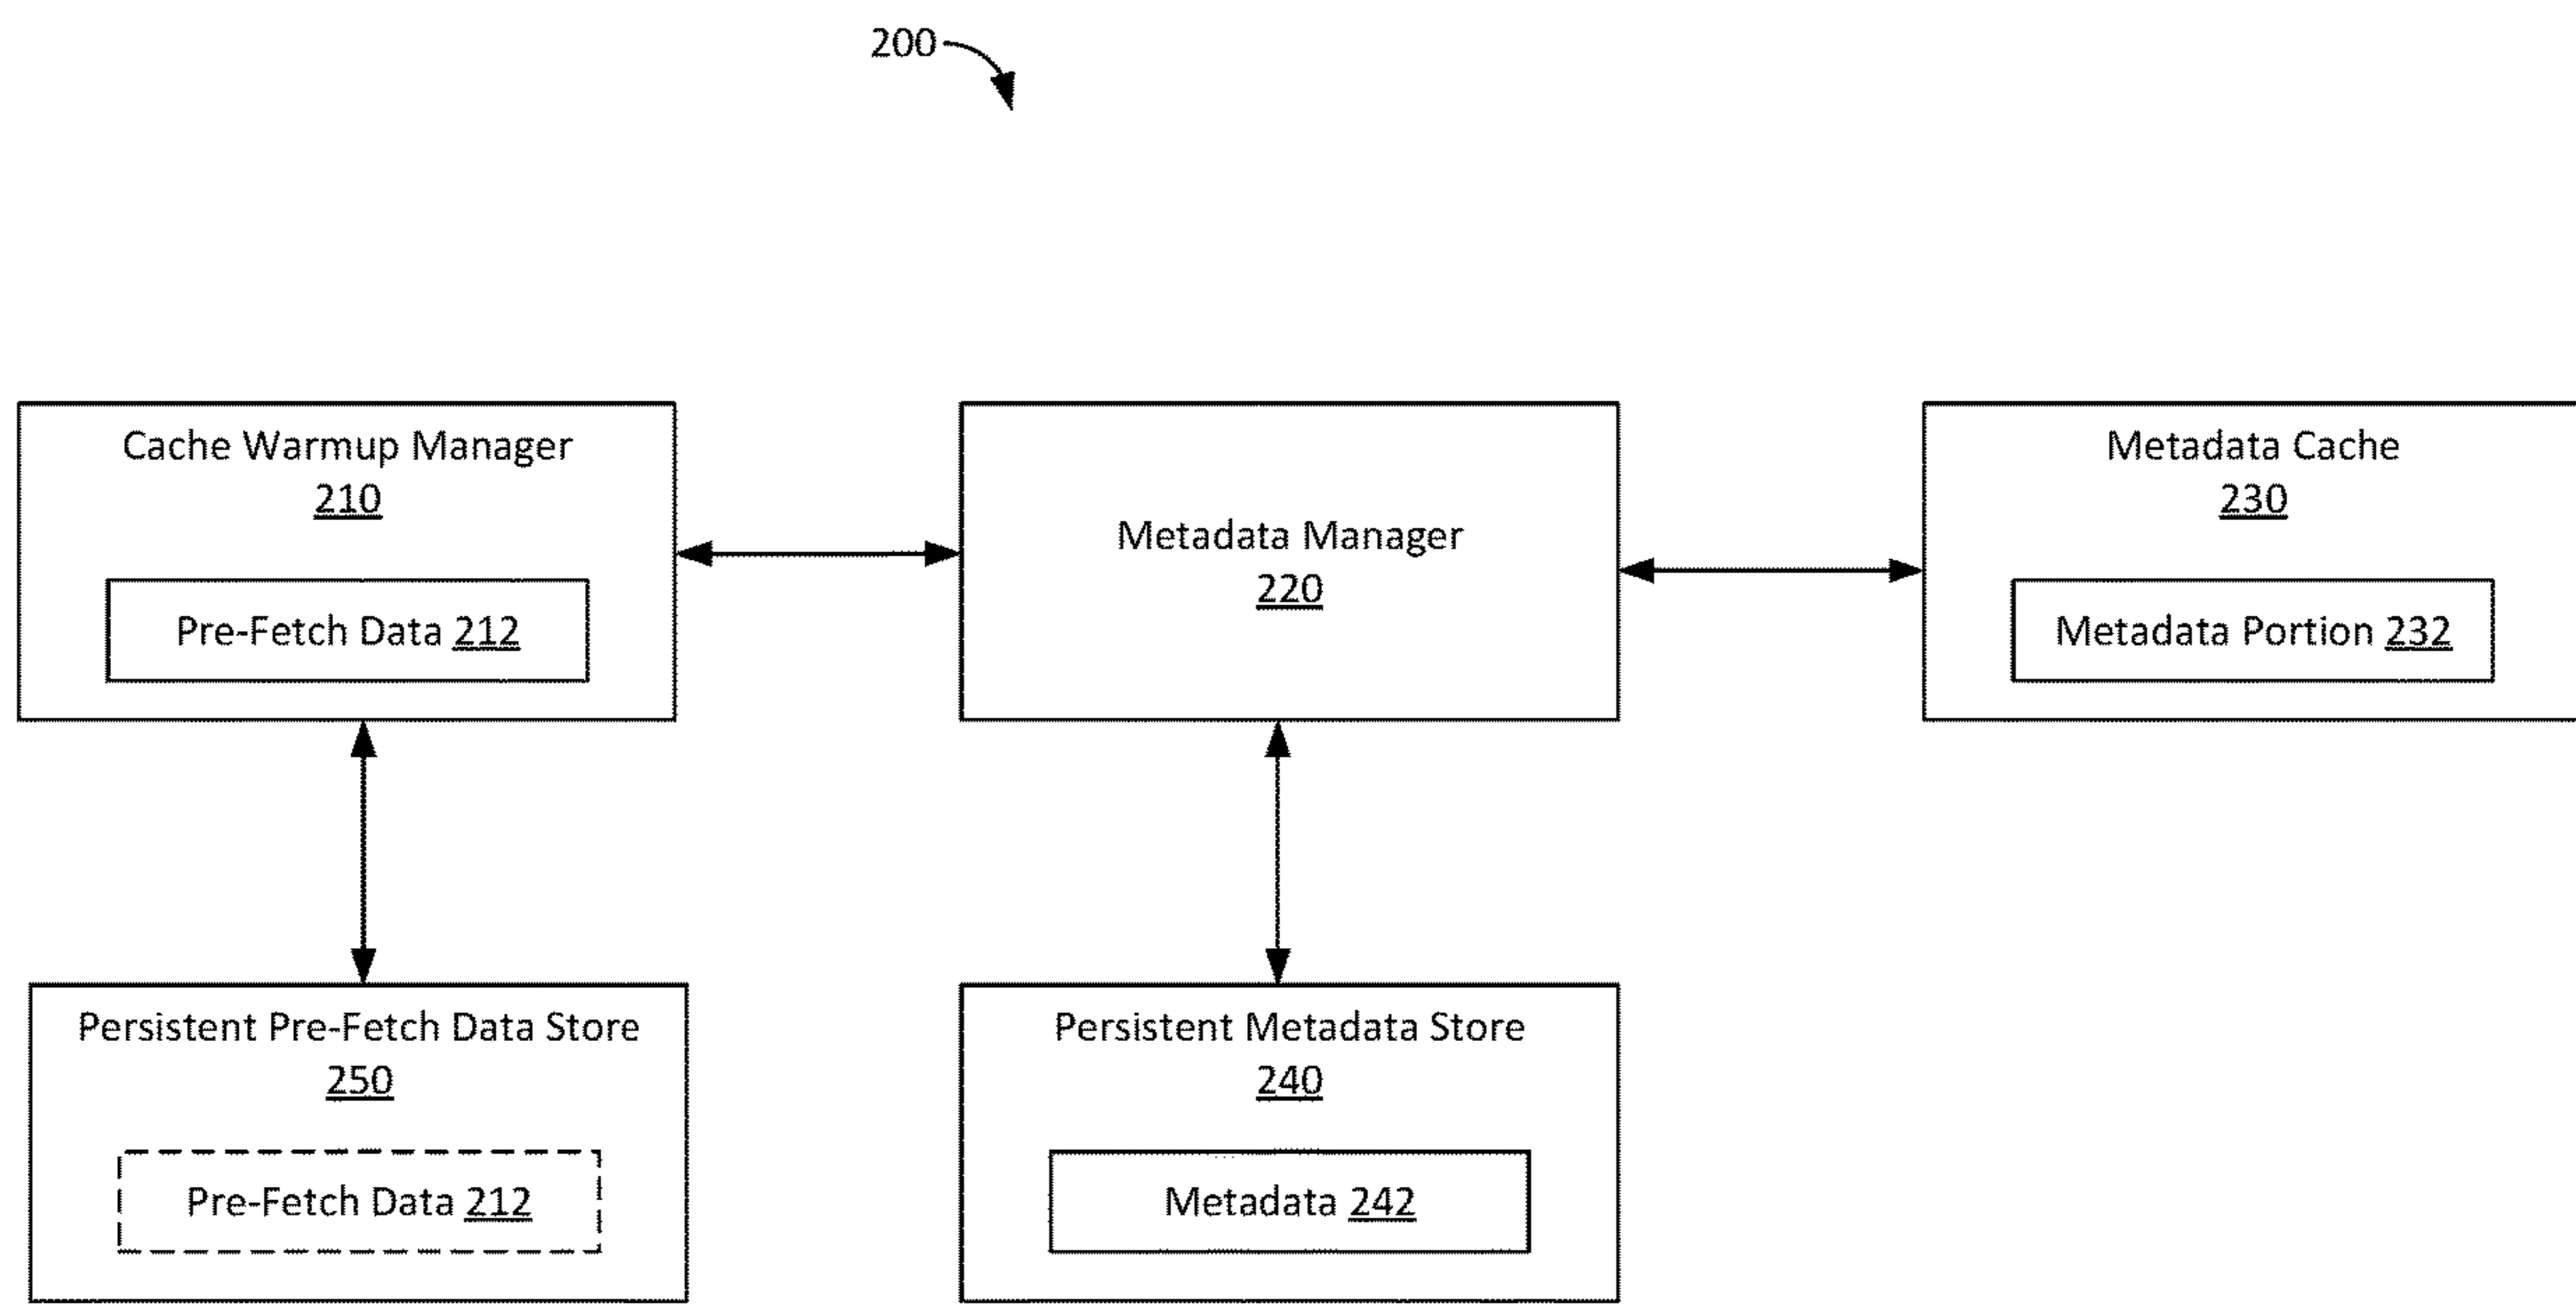 200
Cache Warmup Manager
210
Pre-Fetch Data 212
Metadata Manager
220
Metadata Cache
230
Metadata Portion 232
Persistent Pre-Fetch Data Store
250
Pre-Fetch Data 212
Persistent Metadata Store
240
Metadata 242